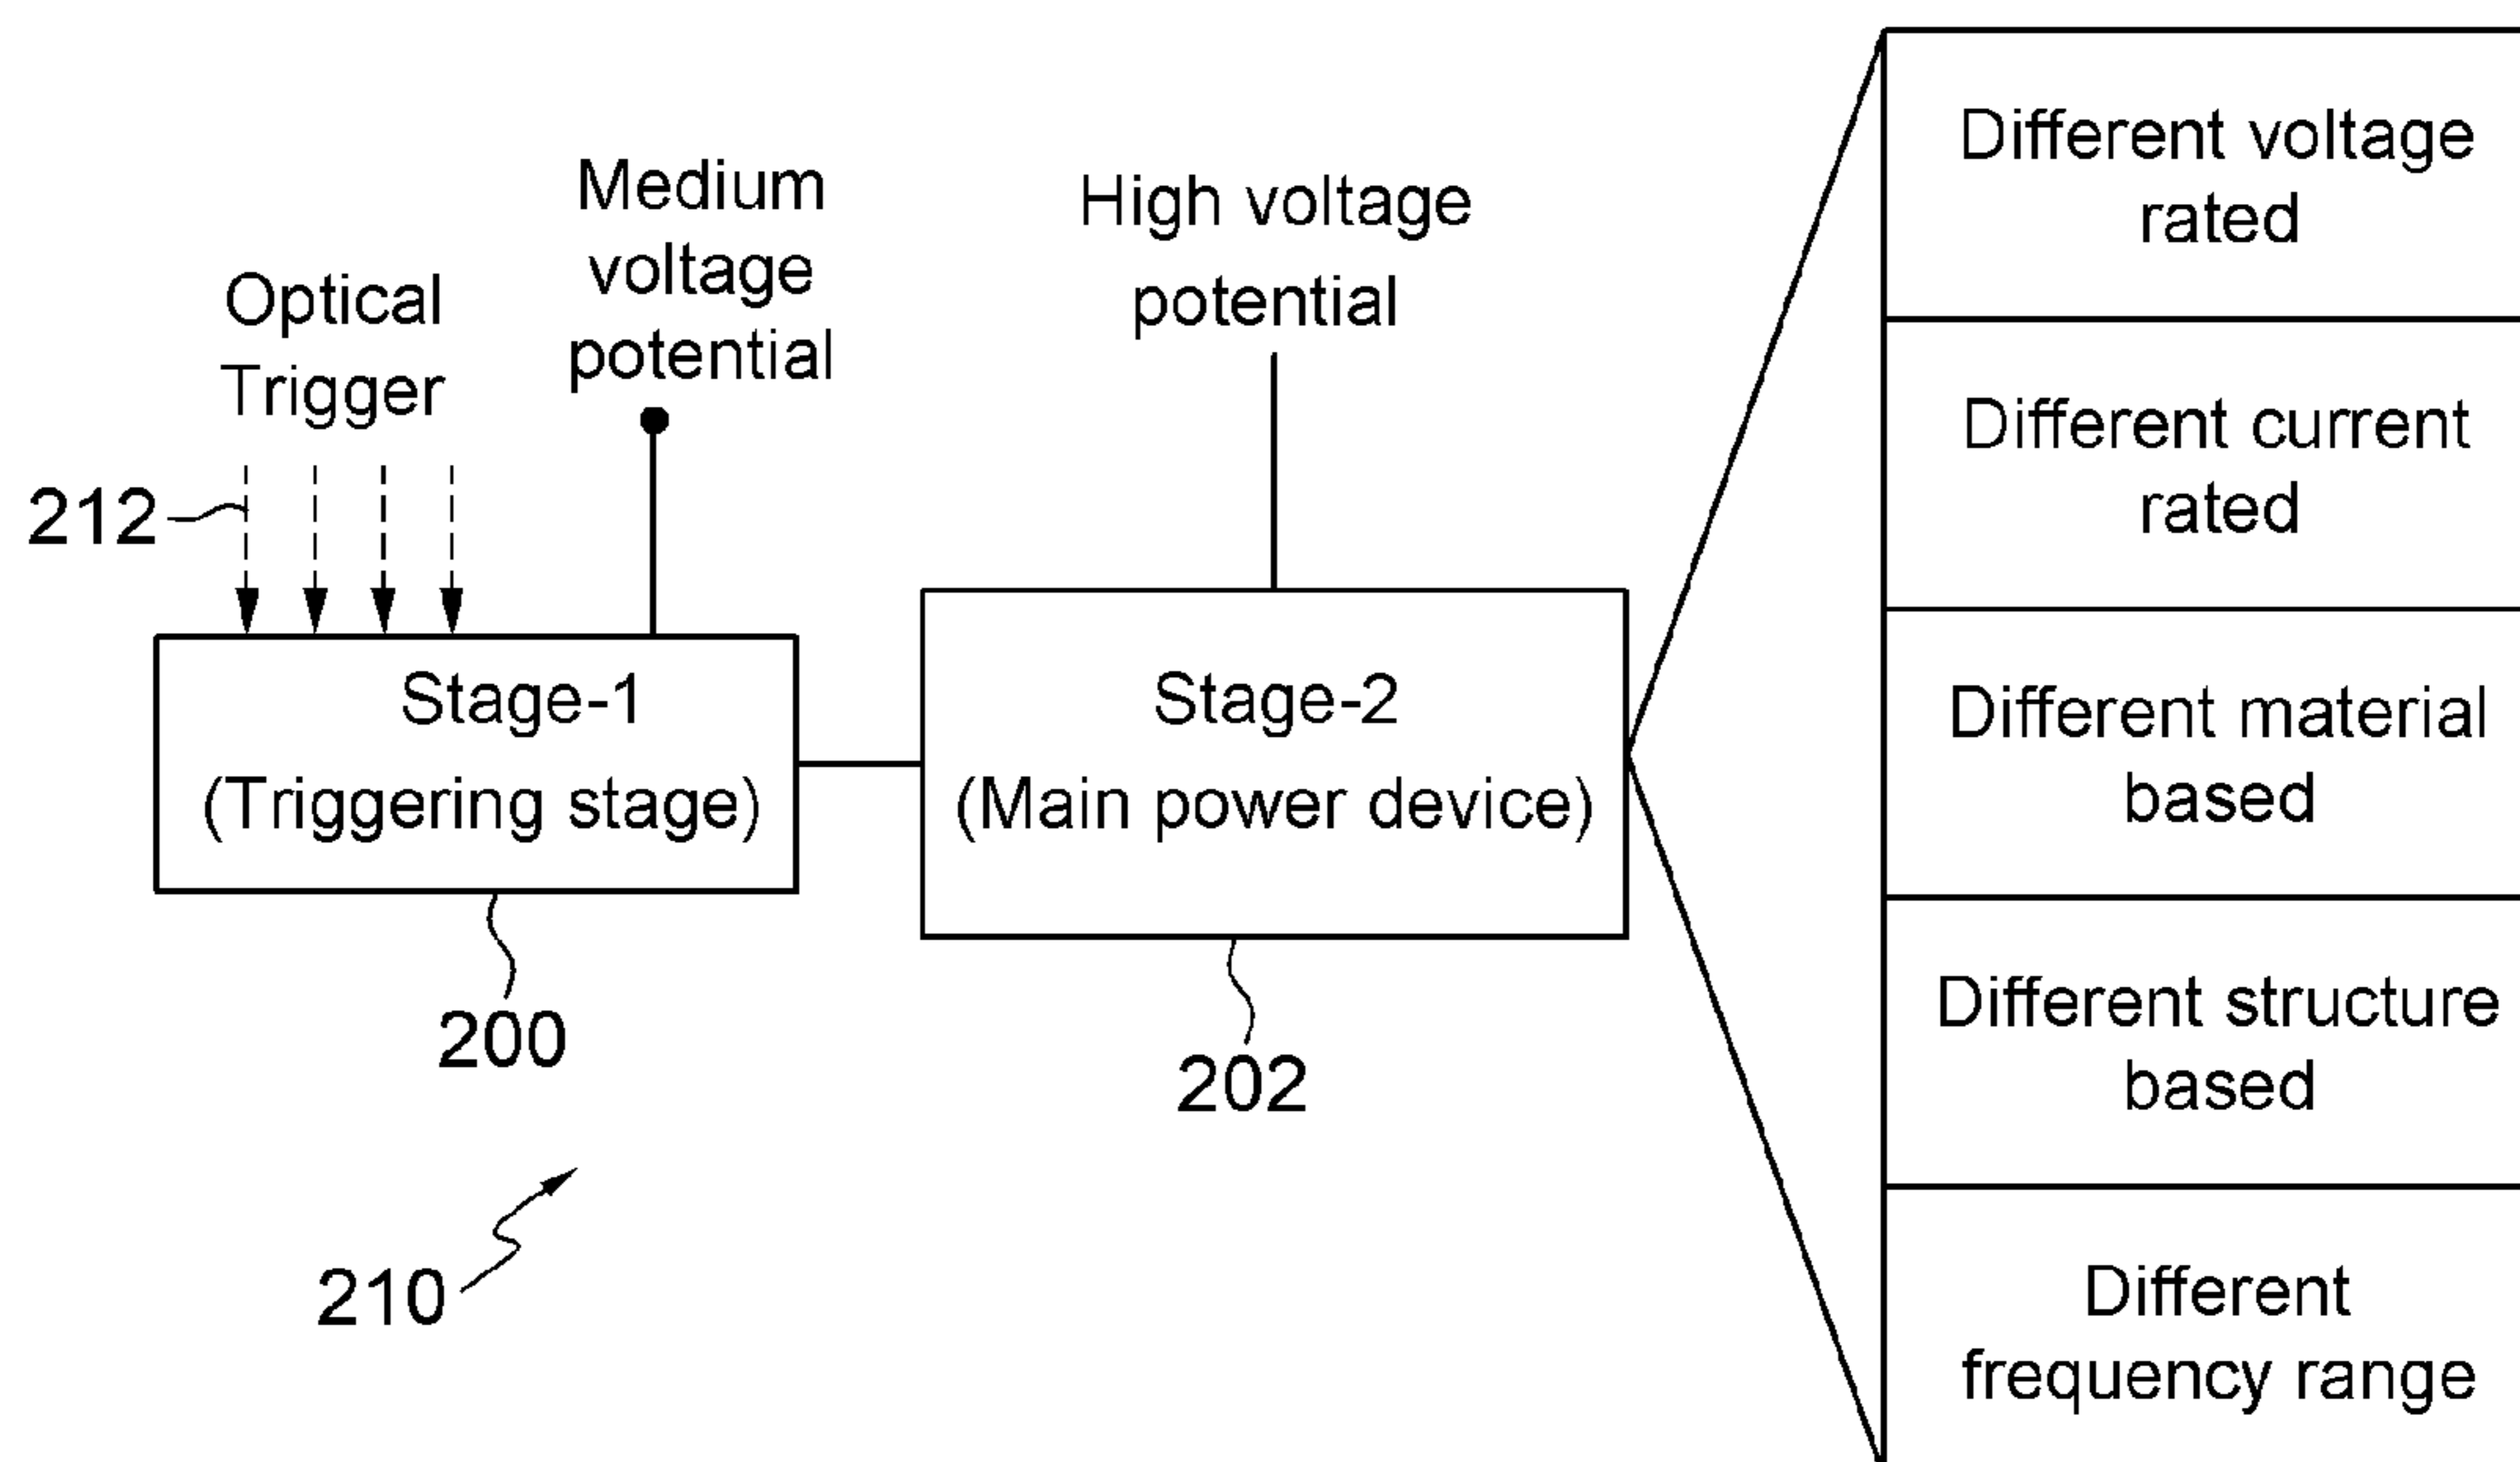 Optical
Trigger
212
Medium
voltage
potential
High voltage
potential
Stage-1
(Triggering stage)
200
Stage-2
(Main power device)
202
210
Different voltage
rated
Different current
rated
Different material
based
Different structure
based
Different
frequency range